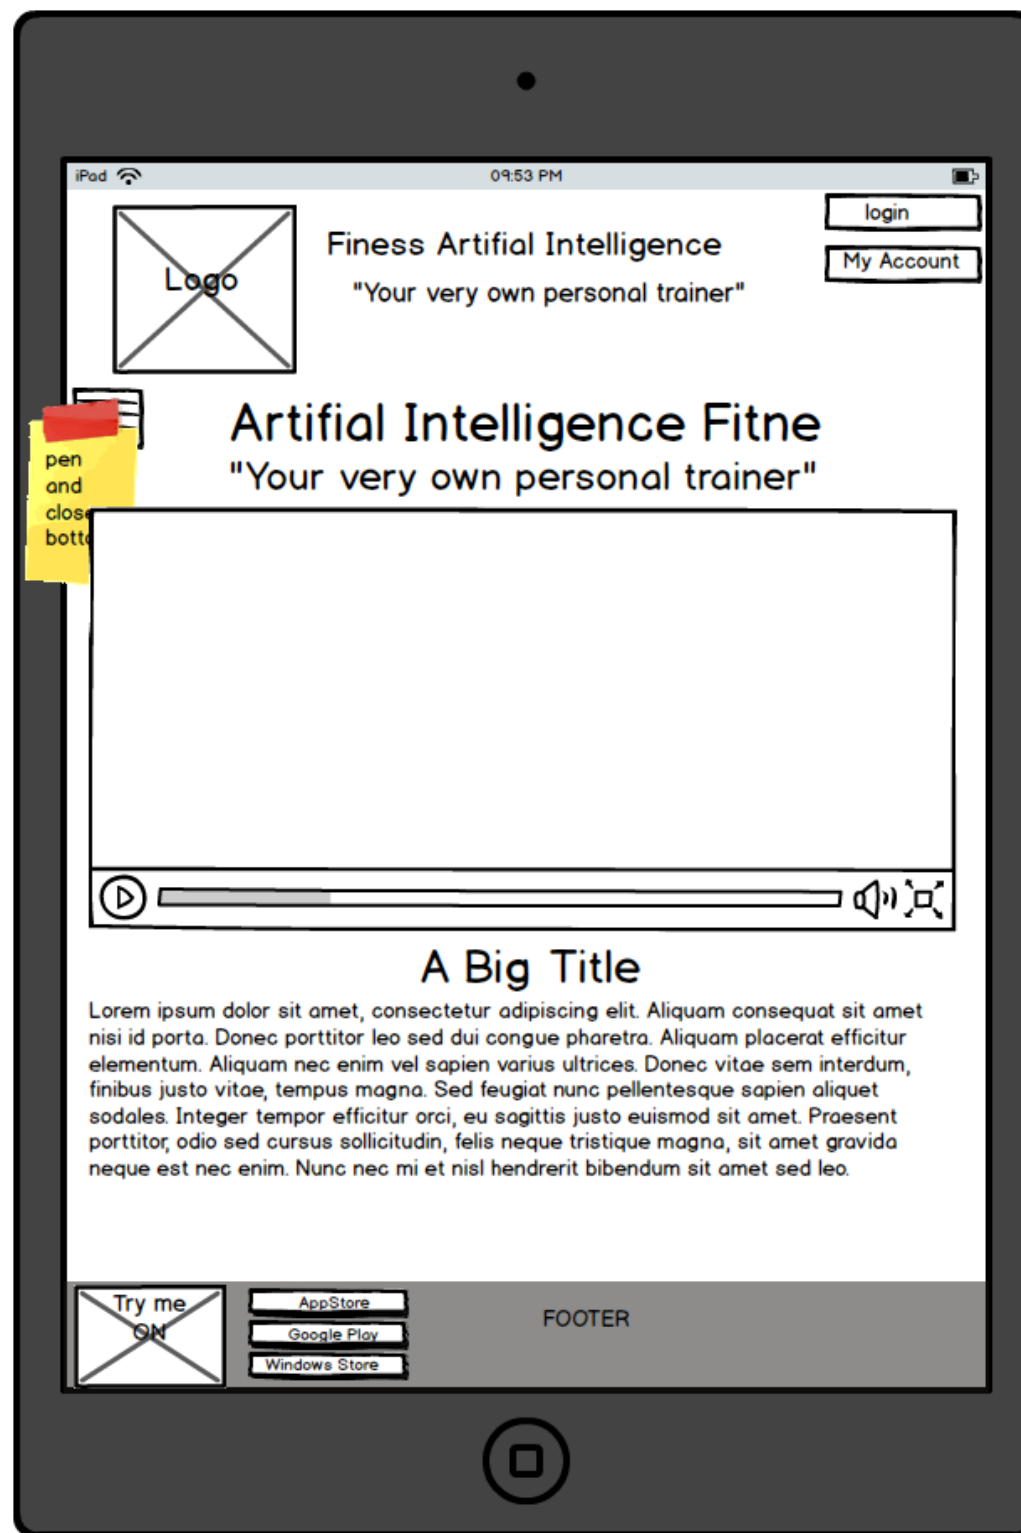 iPad
09:53 PM
login
My Account
Logo
Finess Artifial Intelligence
"Your very own personal trainer"
Artifial Intelligence Fitne
"Your very own personal trainer"
pen
and
close
botto
A Big Title
Lorem ipsum dolor sit amet, consectetur adipiscing elit. Aliquam consequat sit amet
nisi id porta. Donec porttitor leo sed dui congue pharetra. Aliquam placerat efficitur
elementum. Aliquam nec enim vel sapien varius ultrices. Donec vitae sem interdum,
finibus justo vitae, tempus magna. Sed feugiat nunc pellentesque sapien aliquet
sodales. Integer tempor efficitur orci, eu sagittis justo euismod sit amet. Praesent
porttitor, odio sed cursus sollicitudin, felis neque tristique magna, sit amet gravida
neque est nec enim. Nunc nec mi et nisl hendrerit bibendum sit amet sed leo.
Try me
ON
AppStore
Google Play
Windows Store
FOOTER